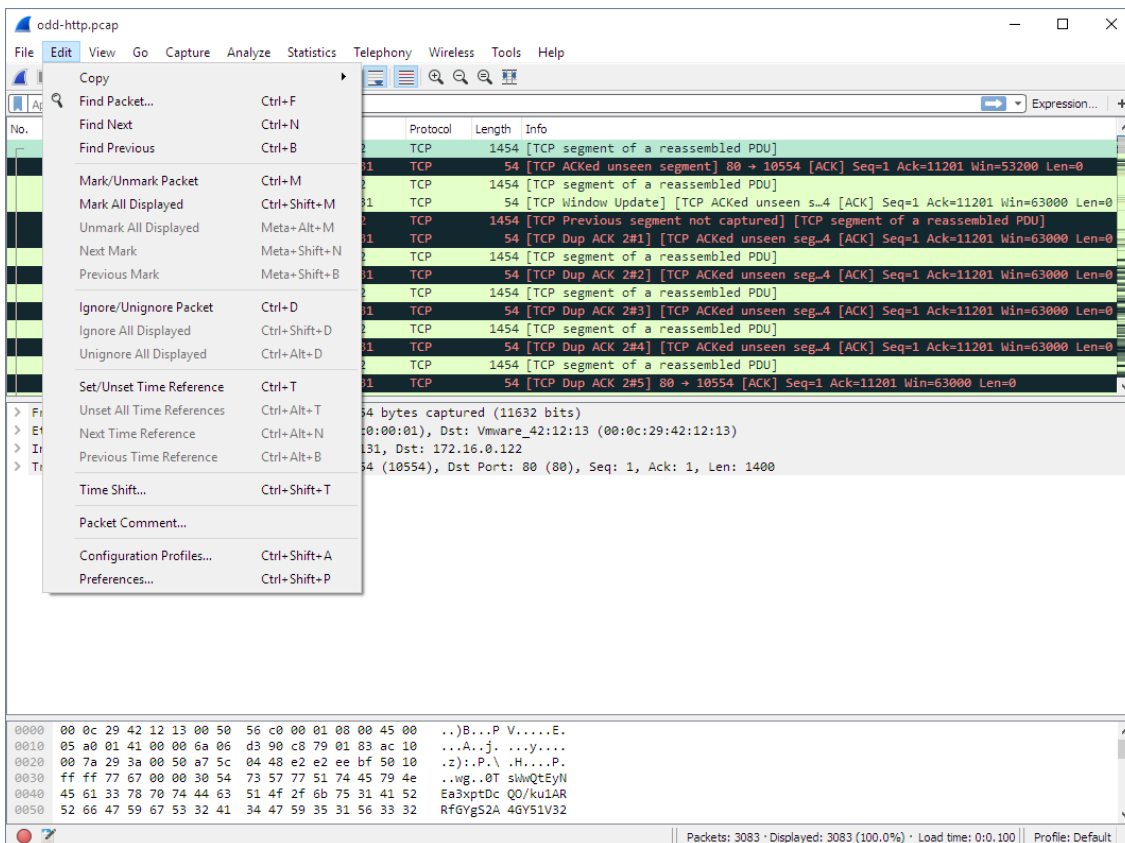 odd-http.pcap
File Edit View Go Capture Analyze Statistics Telephony Wireless Tools Help
Copy
Find Packet... Ctrl+F
Find Next Ctrl+N
Find Previous Ctrl+B
Mark/Unmark Packet Ctrl+M
Mark All Displayed Ctrl+Shift+M
Unmark All Displayed Meta+Alt+M
Next Mark Meta+Shift+N
Previous Mark Meta+Shift+B
Ignore/Unignore Packet Ctrl+D
Ignore All Displayed Ctrl+Shift+D
Unignore All Displayed Ctrl+Alt+D
Set/Unset Time Reference Ctrl+T
Unset All Time References Ctrl+Alt+T
Next Time Reference Ctrl+Alt+N
Previous Time Reference Ctrl+Alt+B
Time Shift... Ctrl+Shift+T
Packet Comment...
Configuration Profiles... Ctrl+Shift+A
Preferences... Ctrl+Shift+P
Expression... +
No. Protocol Length Info
TCP 1454 [TCP segment of a reassembled PDU]
31 TCP 54 [TCP ACKed unseen segment] 80 → 10554 [ACK] Seq=1 Ack=11201 Win=53200 Len=0
2 TCP 1454 [TCP segment of a reassembled PDU]
31 TCP 54 [TCP Window Update] [TCP ACKed unseen s…4 [ACK] Seq=1 Ack=11201 Win=63000 Len=0
2 TCP 1454 [TCP Previous segment not captured] [TCP segment of a reassembled PDU]
31 TCP 54 [TCP Dup ACK 2#1] [TCP ACKed unseen seg…4 [ACK] Seq=1 Ack=11201 Win=63000 Len=0
2 TCP 1454 [TCP segment of a reassembled PDU]
31 TCP 54 [TCP Dup ACK 2#2] [TCP ACKed unseen seg…4 [ACK] Seq=1 Ack=11201 Win=63000 Len=0
2 TCP 1454 [TCP segment of a reassembled PDU]
31 TCP 54 [TCP Dup ACK 2#3] [TCP ACKed unseen seg…4 [ACK] Seq=1 Ack=11201 Win=63000 Len=0
2 TCP 1454 [TCP segment of a reassembled PDU]
31 TCP 54 [TCP Dup ACK 2#4] [TCP ACKed unseen seg…4 [ACK] Seq=1 Ack=11201 Win=63000 Len=0
2 TCP 1454 [TCP segment of a reassembled PDU]
31 TCP 54 [TCP Dup ACK 2#5] 80 → 10554 [ACK] Seq=1 Ack=11201 Win=63000 Len=0
> Fr 54 bytes captured (11632 bits)
> Et :0:00:01), Dst: Vmware_42:12:13 (00:0c:29:42:12:13)
> In 131, Dst: 172.16.0.122
> Tr 54 (10554), Dst Port: 80 (80), Seq: 1, Ack: 1, Len: 1400
0000 00 0c 29 42 12 13 00 50 56 c0 00 01 08 00 45 00 ..)B...P V.....E.
0010 05 a0 01 41 00 00 6a 06 d3 90 c8 79 01 83 ac 10 ...A..j. ...y....
0020 00 7a 29 3a 00 50 a7 5c 04 48 e2 e2 ee bf 50 10 .z):.P.\ .H....P.
0030 ff ff 77 67 00 00 30 54 73 57 77 51 74 45 79 4e ..wg..0T sWwQtEyN
0040 45 61 33 78 70 74 44 63 51 4f 2f 6b 75 31 41 52 Ea3xptDc QO/ku1AR
0050 52 66 47 59 67 53 32 41 34 47 59 35 31 56 33 32 RfGYgS2A 4GY51V32
Packets: 3083 · Displayed: 3083 (100.0%) · Load time: 0:0.100 Profile: Default